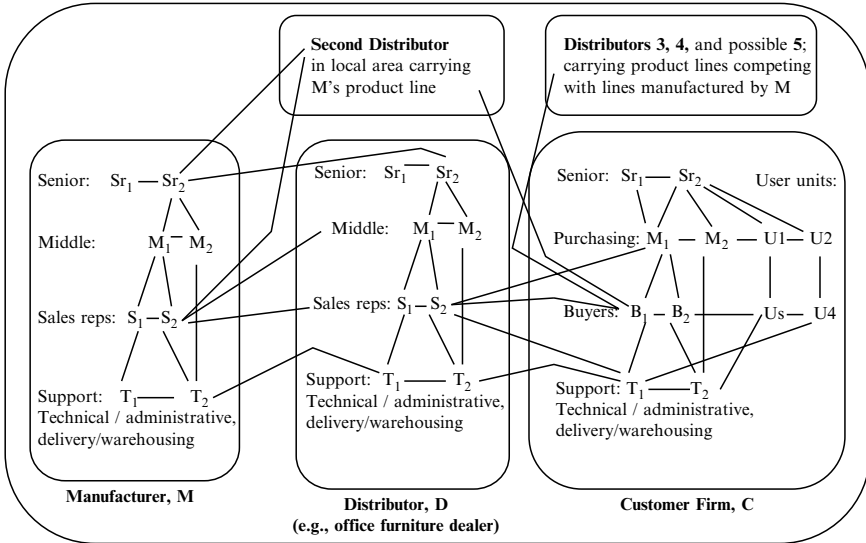 Second Distributor
in local area carrying
M's product line
Distributors 3, 4, and possible 5;
carrying product lines competing
with lines manufactured by M
Senior: Sr1 Sr2
Middle: M1 M2
Sales reps: S1 S2
Support: T1 T2
Technical / administrative,
delivery/warehousing
Manufacturer, M
Senior: Sr1 Sr2
Middle: M1 M2
Sales reps: S1 S2
Support: T1 T2
Technical / administrative,
delivery/warehousing
Distributor, D
(e.g., office furniture dealer)
Senior: Sr1 Sr2 User units:
Purchasing: M1 M2 U1 U2
Buyers: B1 B2 Us U4
Support: T1 T2
Technical / administrative,
delivery/warehousing
Customer Firm, C